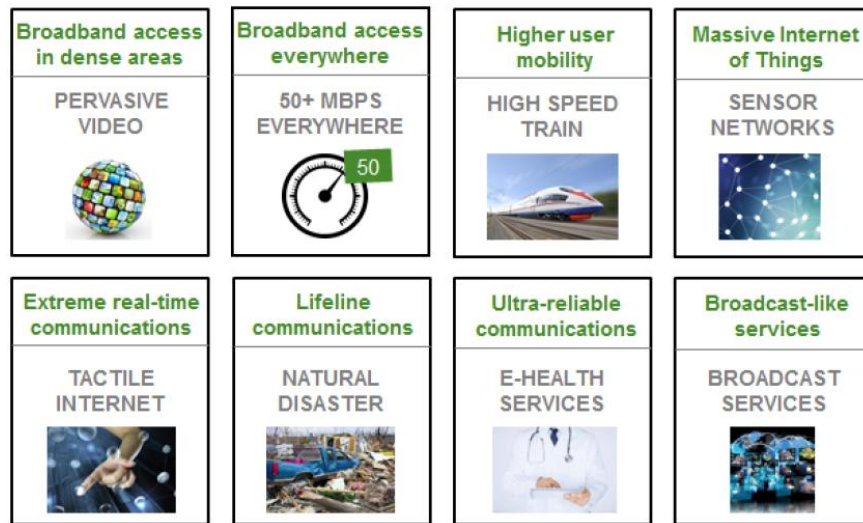 Broadband access
in dense areas
PERVASIVE
VIDEO
Broadband access
everywhere
50+ MBPS
EVERYWHERE
50
Higher user
mobility
HIGH SPEED
TRAIN
Massive Internet
of Things
SENSOR
NETWORKS
Extreme real-time
communications
TACTILE
INTERNET
Lifeline
communications
NATURAL
DISASTER
Ultra-reliable
communications
E-HEALTH
SERVICES
Broadcast-like
services
BROADCAST
SERVICES